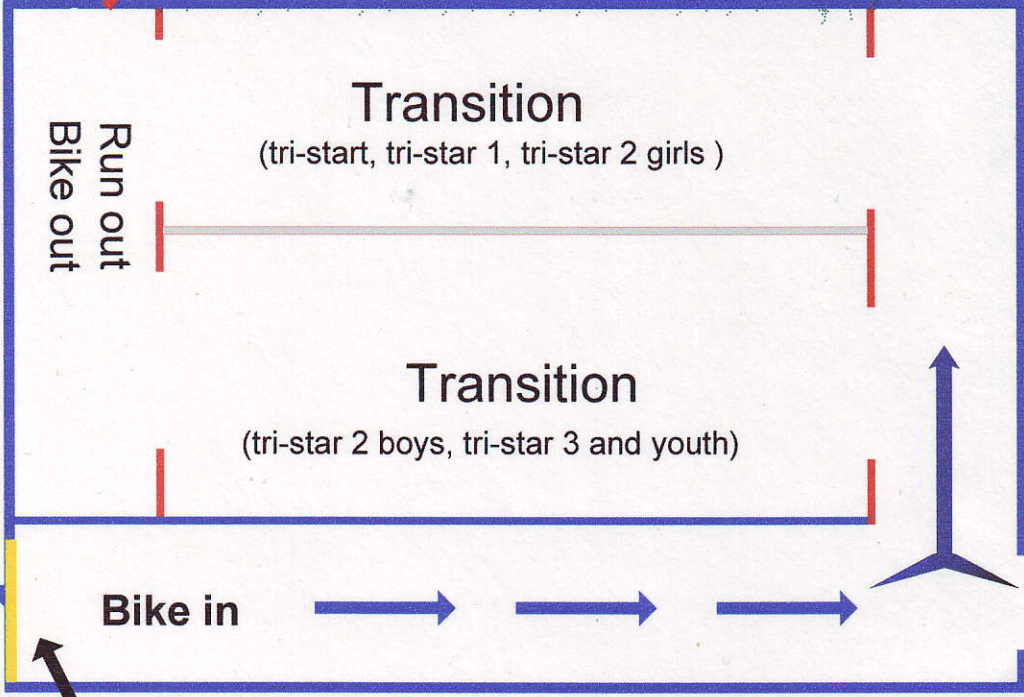 Transition
(tri-start, tri-star 1, tri-star 2 girls )
Run out
Bike out
Transition
(tri-star 2 boys, tri-star 3 and youth)
Bike in